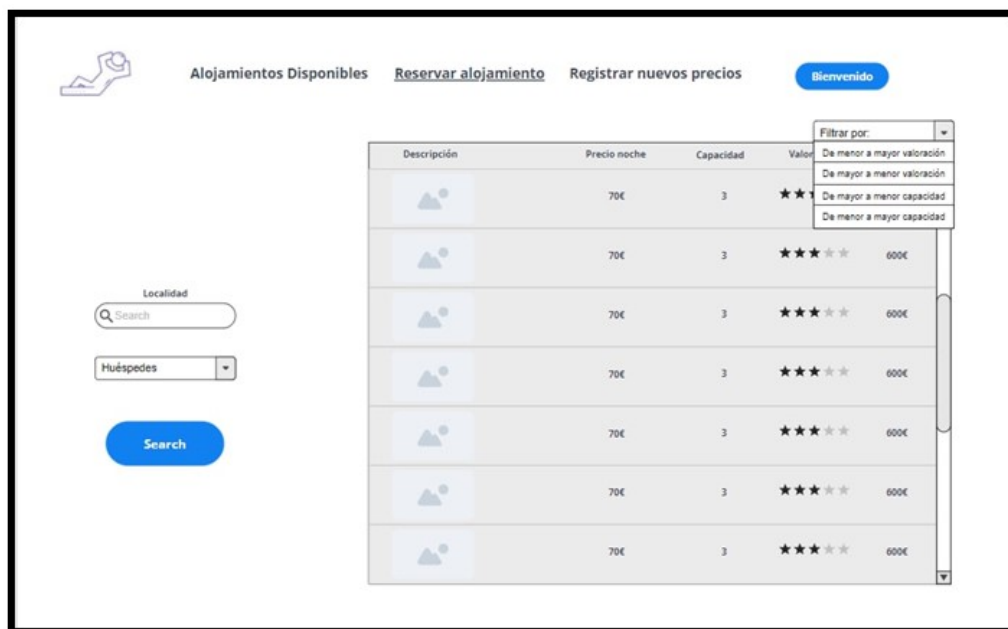 Alojamientos Disponibles Reservar alojamiento Registrar nuevos precios Bienvenido
Filtrar por:
De menor a mayor valoración
De mayor a menor valoración
De mayor a menor capacidad
De menor a mayor capacidad
Descripción Precio noche Capacidad Valor
70€ 3
70€ 3 600€
Localidad
Search
70€ 3 600€
Huéspedes
70€ 3 600€
Search
70€ 3 600€
70€ 3 600€
70€ 3 600€